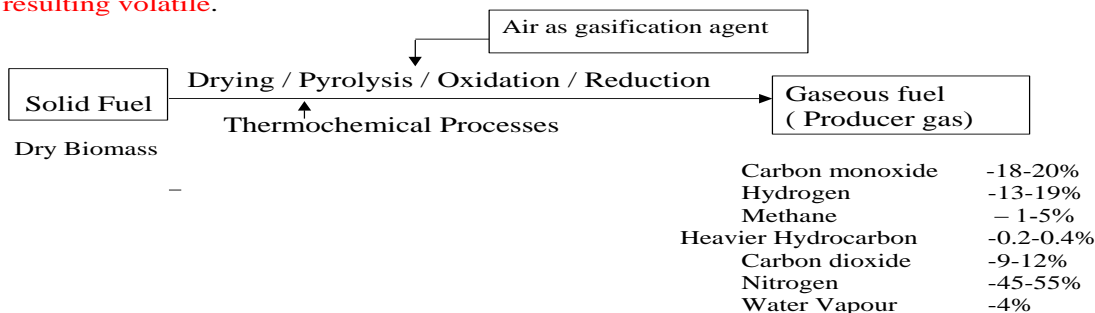 resulting volatile.
Air as gasification agent
Drying / Pyrolysis / Oxidation / Reduction
Solid Fuel
Gaseous fuel
( Producer gas)
Thermochemical Processes
Dry Biomass
–
Carbon monoxide -18-20%
Hydrogen -13-19%
Methane – 1-5%
Heavier Hydrocarbon -0.2-0.4%
Carbon dioxide -9-12%
Nitrogen -45-55%
Water Vapour -4%